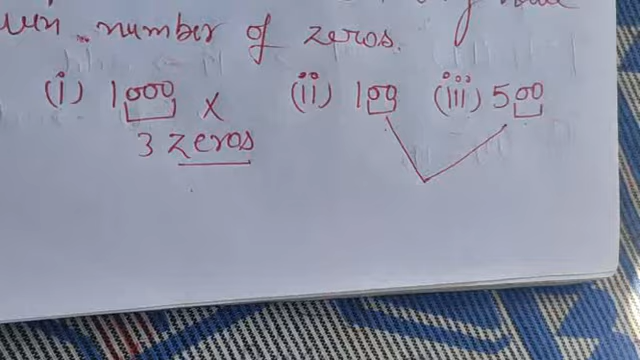 number of zeros.
(i) 1000 x (ii) 100 (iii) 500
3 zeros